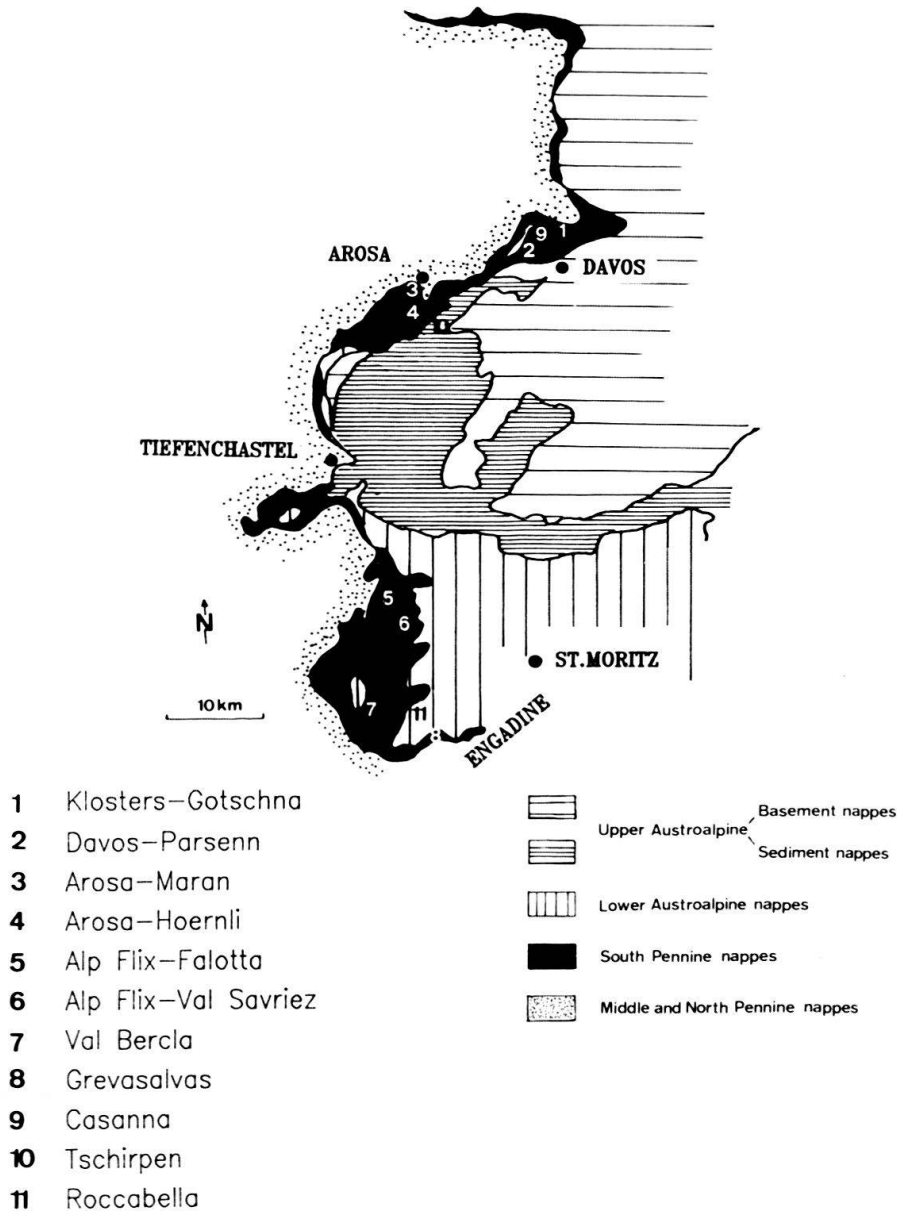 AROSA
DAVOS
TIEFENCHASTEL
ST.MORITZ
ENGADINE
N
10 km
9
1
2
3
4
5
6
7
11
8
1 Klosters-Gotschna
2 Davos-Parsenn
3 Arosa-Maran
4 Arosa-Hoernli
5 Alp Flix-Falotta
6 Alp Flix-Val Savriez
7 Val Bercla
8 Grevasalvas
9 Casanna
10 Tschirpen
11 Roccabella
Upper Austroalpine
Basement nappes
Sediment nappes
Lower Austroalpine nappes
South Pennine nappes
Middle and North Pennine nappes